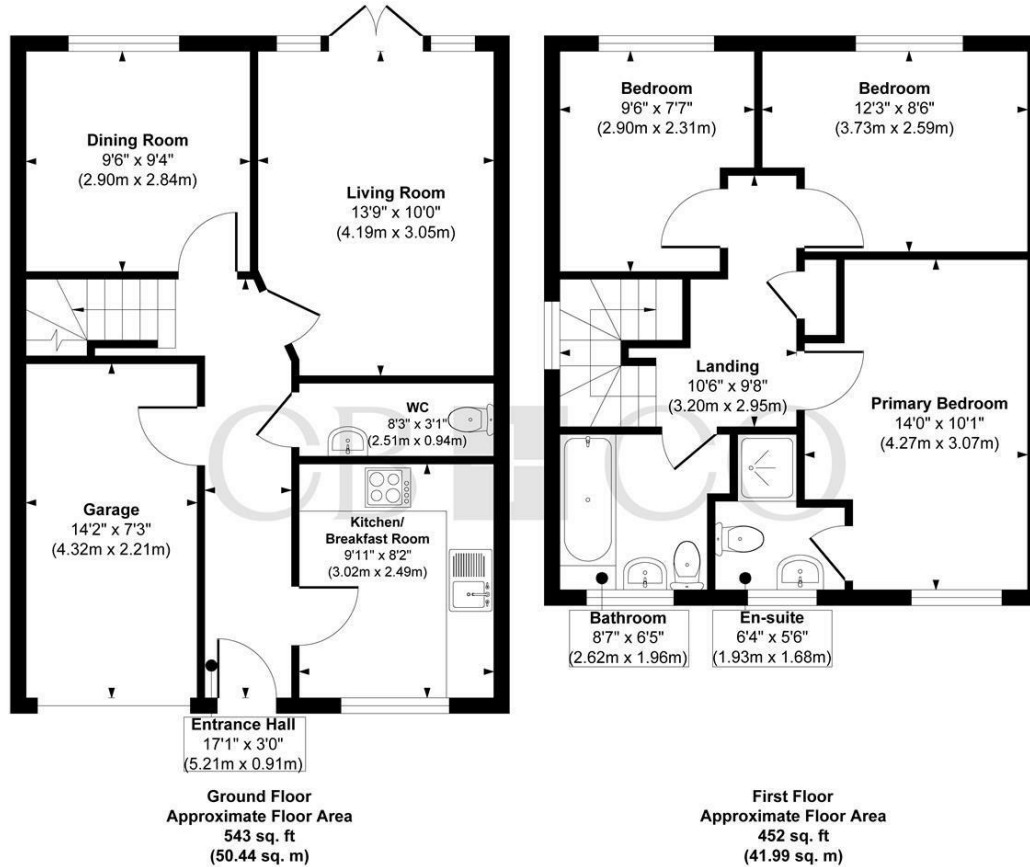 Dining Room
9'6" x 9'4"
(2.90m x 2.84m)
Living Room
13'9" x 10'0"
(4.19m x 3.05m)
WC
8'3" x 3'1"
(2.51m x 0.94m)
Garage
14'2" x 7'3"
(4.32m x 2.21m)
Kitchen/
Breakfast Room
9'11" x 8'2"
(3.02m x 2.49m)
Entrance Hall
17'1" x 3'0"
(5.21m x 0.91m)
Ground Floor
Approximate Floor Area
543 sq. ft
(50.44 sq. m)
Bedroom
9'6" x 7'7"
(2.90m x 2.31m)
Bedroom
12'3" x 8'6"
(3.73m x 2.59m)
Landing
10'6" x 9'8"
(3.20m x 2.95m)
Primary Bedroom
14'0" x 10'1"
(4.27m x 3.07m)
Bathroom
8'7" x 6'5"
(2.62m x 1.96m)
En-suite
6'4" x 5'6"
(1.93m x 1.68m)
First Floor
Approximate Floor Area
452 sq. ft
(41.99 sq. m)